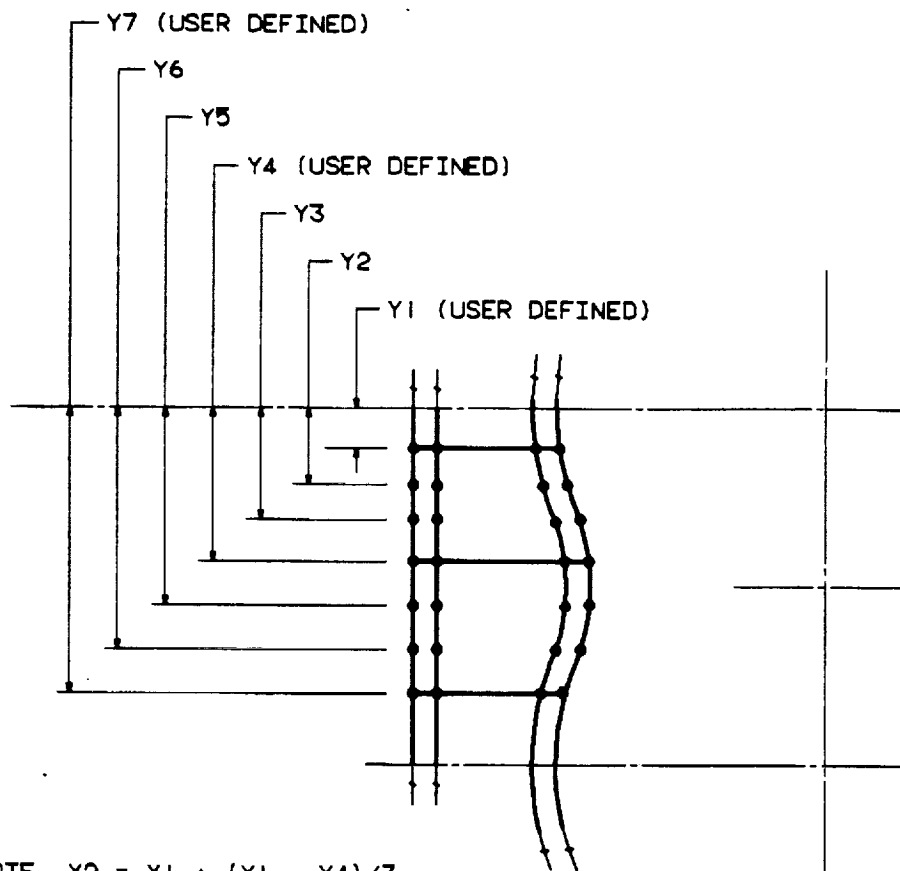 Y7 (USER DEFINED)
Y6
Y5
Y4 (USER DEFINED)
Y3
Y2
Y1 (USER DEFINED)